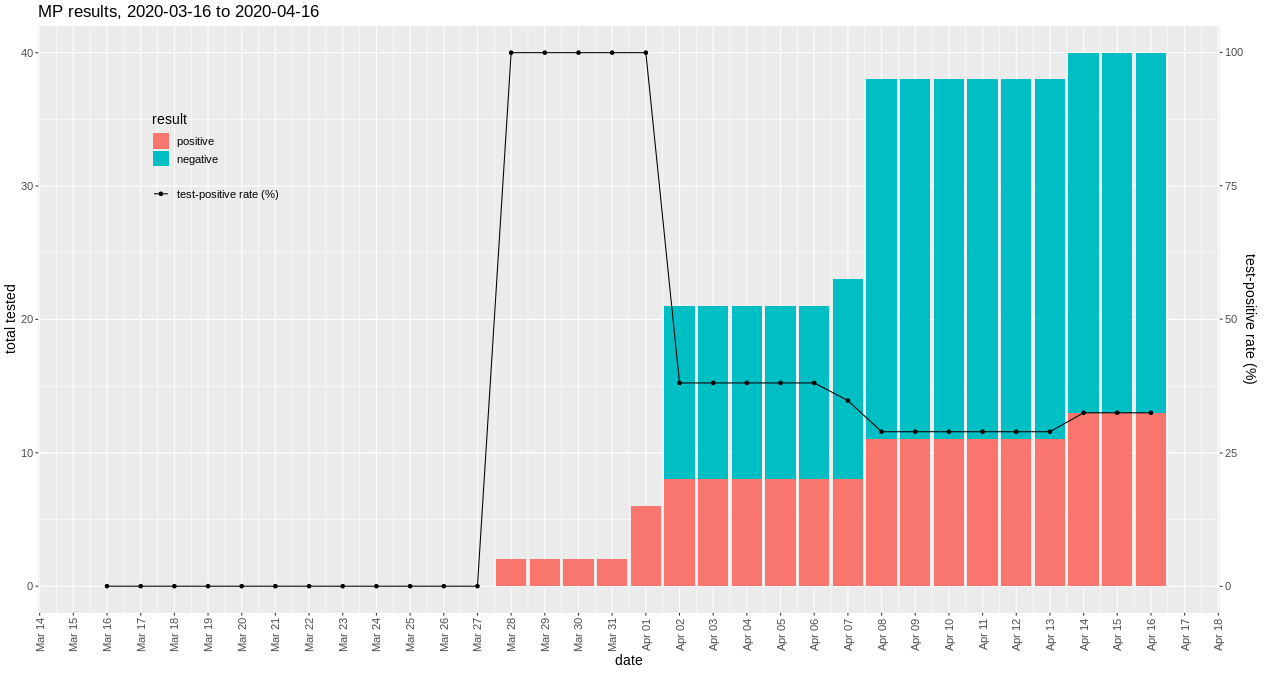 MP results, 2020-03-16 to 2020-04-16
total tested
40
30
20
10
0
result
positive
negative
test-positive rate (%)
100
75
50
25
0
test-positive rate (%)
Mar 14
Mar 15
Mar 16
Mar 17
Mar 18
Mar 19
Mar 20
Mar 21
Mar 22
Mar 23
Mar 24
Mar 25
Mar 26
Mar 27
Mar 28
Mar 29
Mar 30
Mar 31
Apr 01
Apr 02
Apr 03
Apr 04
Apr 05
Apr 06
Apr 07
Apr 08
Apr 09
Apr 10
Apr 11
Apr 12
Apr 13
Apr 14
Apr 15
Apr 16
Apr 17
Apr 18
date